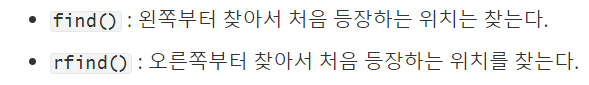 • find() : 왼쪽부터 찾아서 처음 등장하는 위치는 찾는다.
• rfind() : 오른쪽부터 찾아서 처음 등장하는 위치를 찾는다.